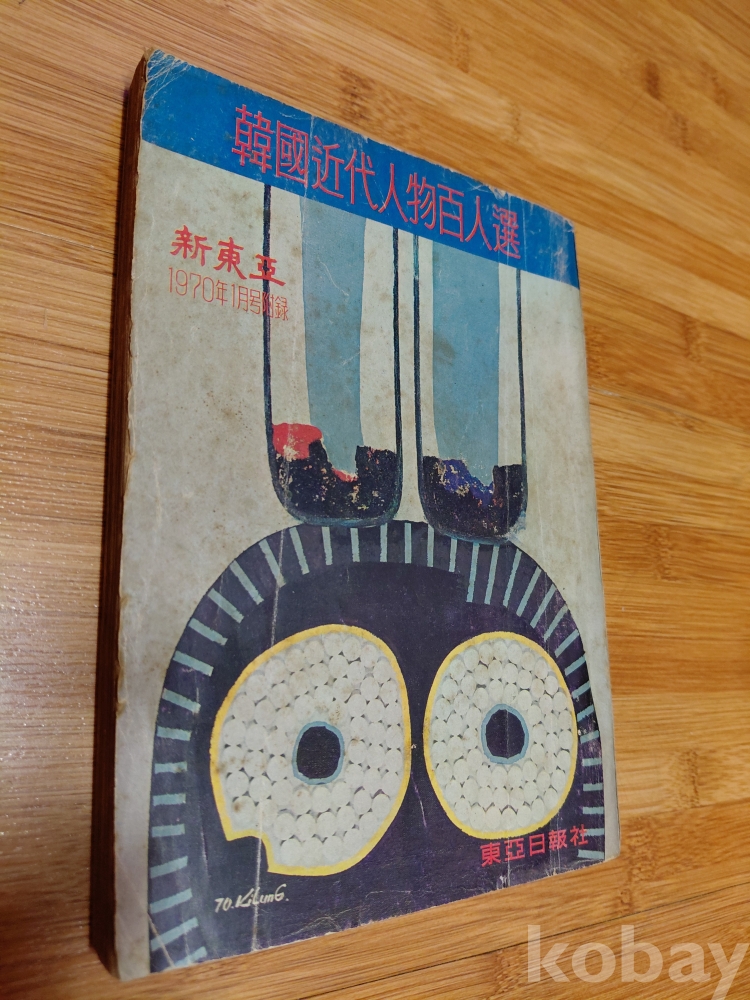 韓國近代人物百人選
新東亞
1970年1月号附録
東亞日報社
70.KiLunG.
kobay